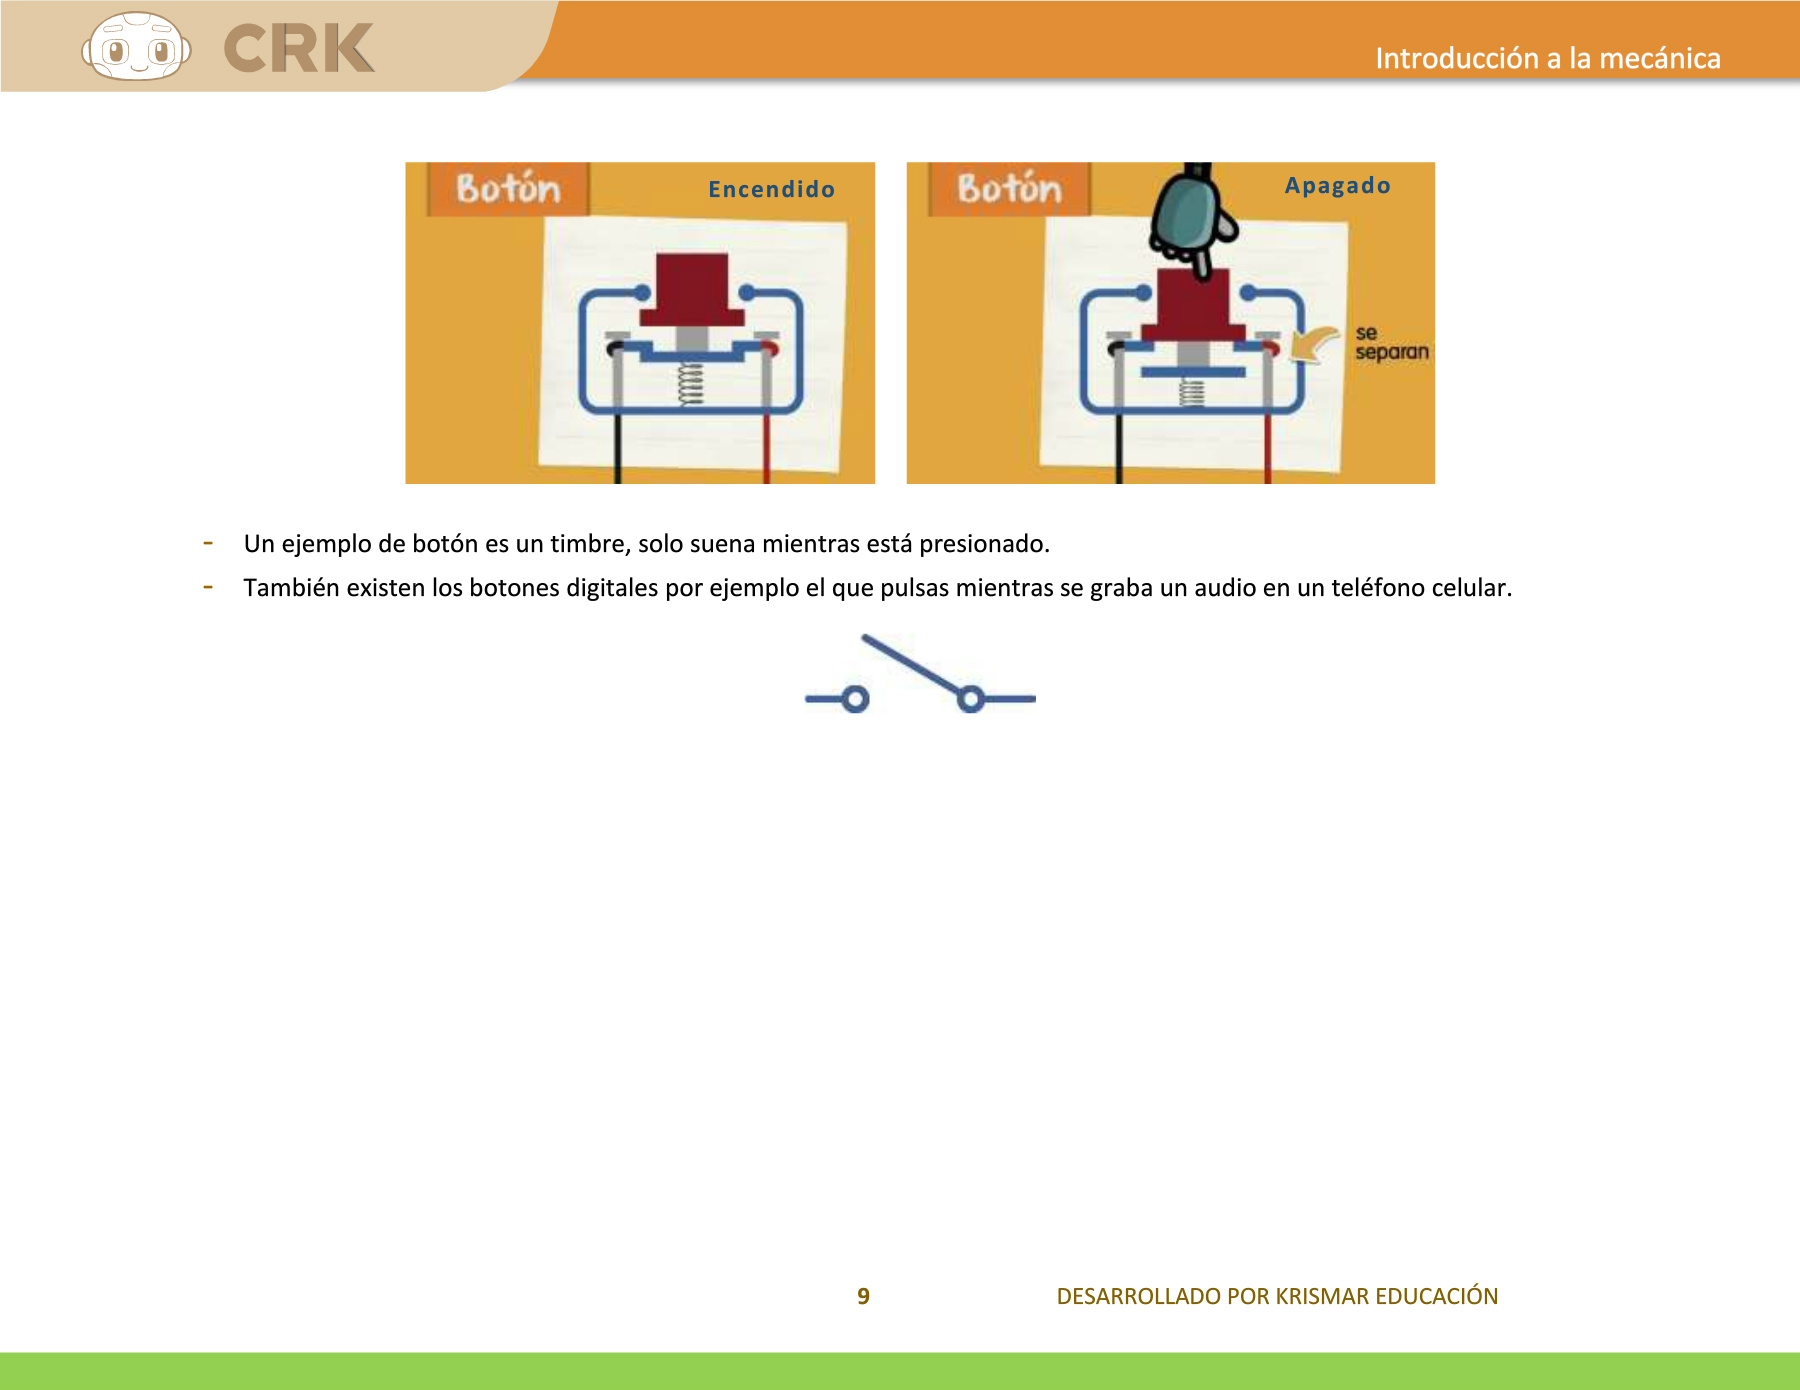 CRK
Introducción a la mecánica
Botón
Encendido
Botón
Apagado
se
separan
- Un ejemplo de botón es un timbre, solo suena mientras está presionado.
- También existen los botones digitales por ejemplo el que pulsas mientras se graba un audio en un teléfono celular.
9
DESARROLLADO POR KRISMAR EDUCACIÓN